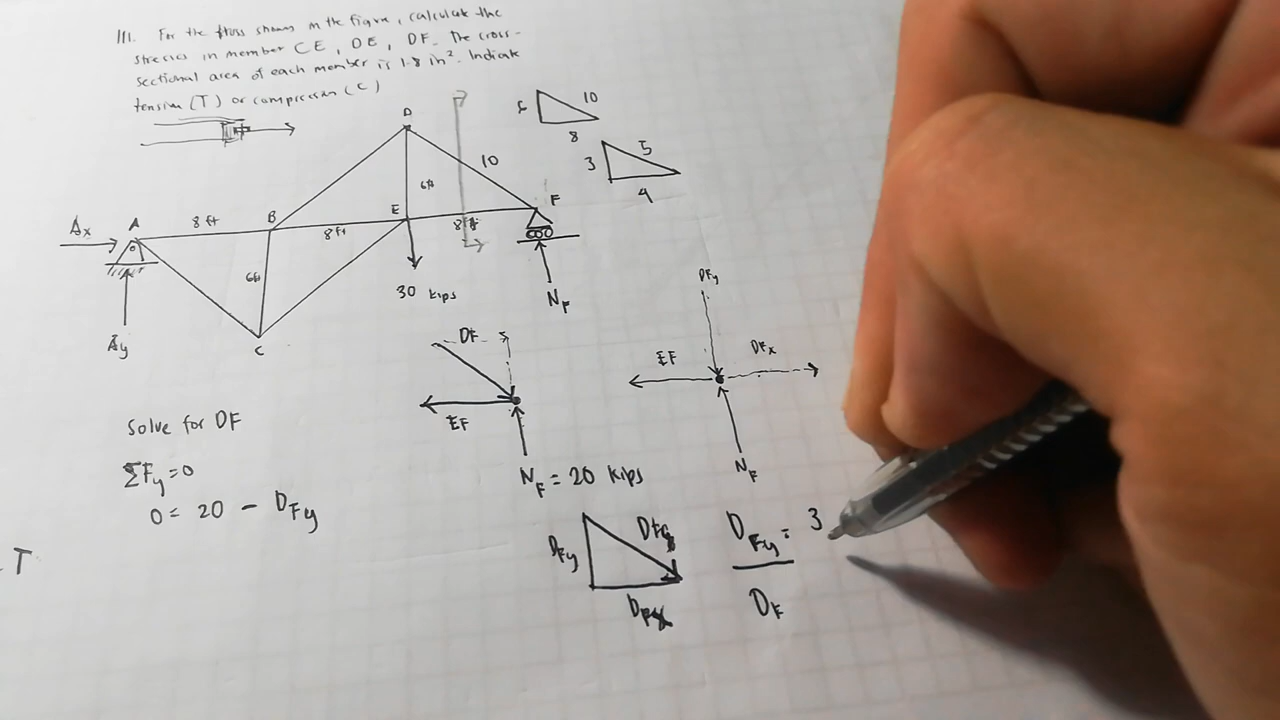 III. For the truss shown in the figure, calculate the
stresses in member CE, DE, DF. The cross-
sectional area of each member is 1.8 in². Indicate
tension (T) or compression (C)
D
10
8
3
5
4
10
6ft
F
Ax
A
8 ft
B
E
8 ft
8 ft
6ft
30 kips
NF
Ay
C
DFy
DF
EF
DFx
EF
Solve for DF
ΣFy=0
NF = 20 kips
NF
0 = 20 - DFy
T
DFy
DFy = 3
DF